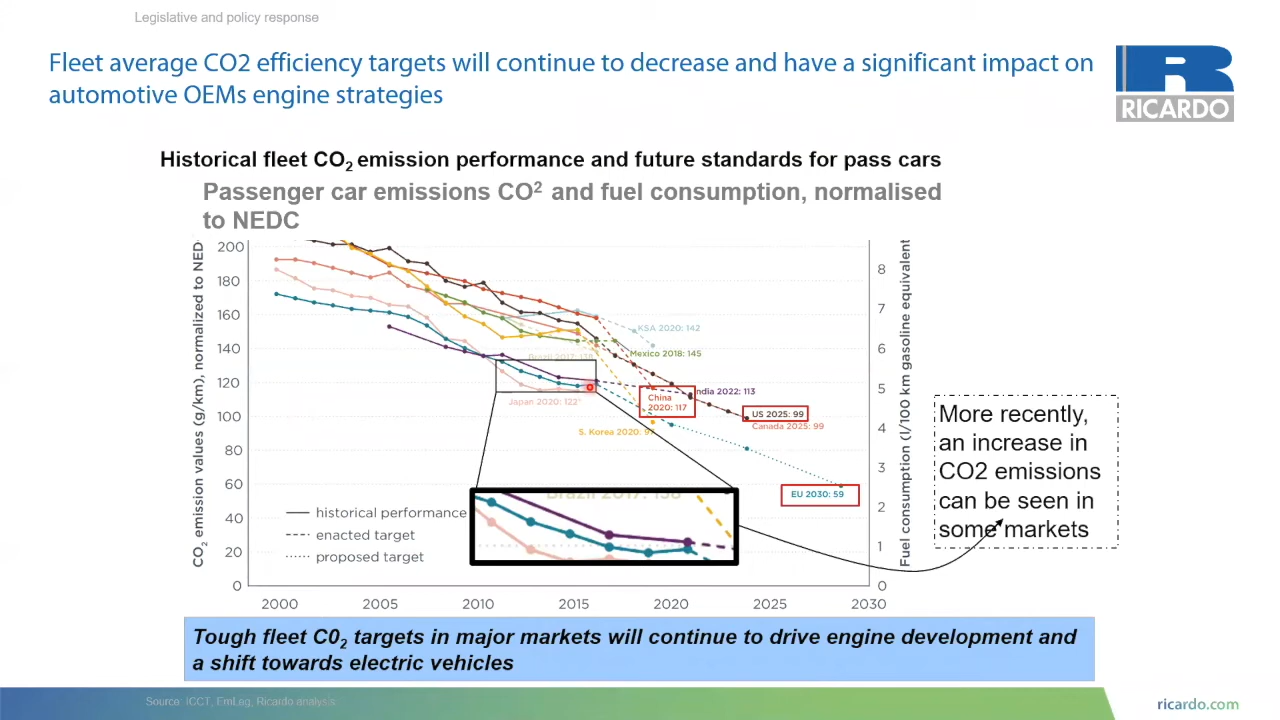 Legislative and policy response
Fleet average CO2 efficiency targets will continue to decrease and have a significant impact on
automotive OEMs engine strategies
RICARDO
Historical fleet CO2 emission performance and future standards for pass cars
Passenger car emissions CO2 and fuel consumption, normalised
to NEDC
CO2 emission values (g/km), normalized to NED
200
180
160
140
120
100
80
60
40
20
0
2000
2005
2010
2015
2020
2025
2030
8
7
6
5
4
3
2
1
0
Fuel consumption (l/100 km gasoline equivalent
KSA 2020: 142
Mexico 2018: 145
Brazil 2017: 138
India 2022: 113
China
2020: 117
Japan 2020: 122
US 2025: 99
Canada 2025: 99
S. Korea 2020: 97
EU 2030: 59
Brazil 2017: 138
historical performance
enacted target
proposed target
More recently,
an increase in
CO2 emissions
can be seen in
some markets
Tough fleet C02 targets in major markets will continue to drive engine development and
a shift towards electric vehicles
Source: ICCT, EmLeg, Ricardo analysis
ricardo.com